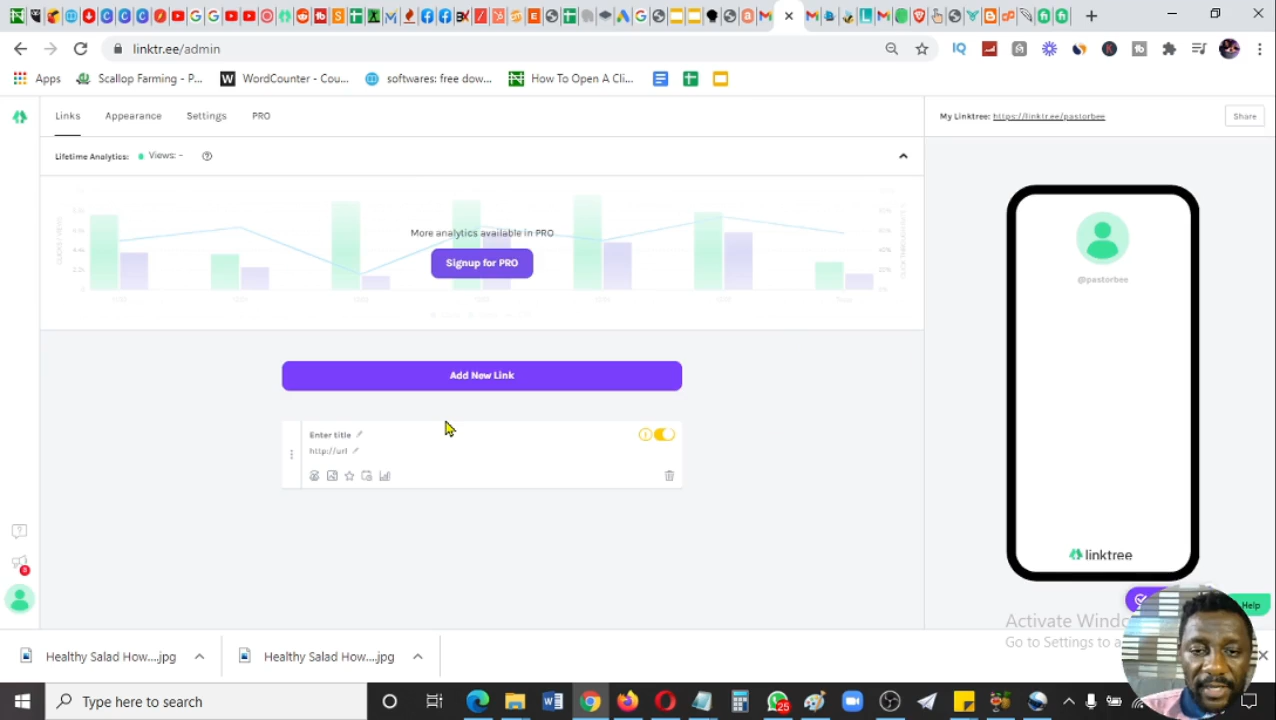 linktr.ee/admin
Apps
Scallop Farming - P...
WordCounter - Cou...
softwares: free dow...
How To Open A Cli...
Links
Appearance
Settings
PRO
My Linktree: https://linktr.ee/pastorbee
Share
Lifetime Analytics:
Views: -
More analytics available in PRO
Signup for PRO
@pastorbee
Add New Link
Enter title
http://url
linktree
Help
Activate Windo
Go to Settings to a
Healthy Salad How....jpg
Healthy Salad How....jpg
Type here to search
25